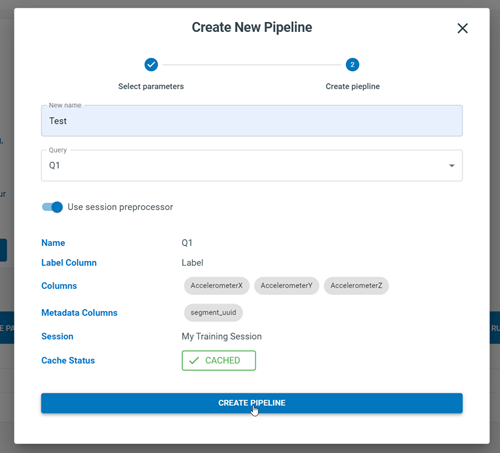 Create New Pipeline
2
Select parameters
Create piepline
New name
Test
Query
Q1
Use session preprocessor
Name Q1
Label Column Label
Columns AccelerometerX AccelerometerY AccelerometerZ
Metadata Columns segment_uuid
Session My Training Session
Cache Status CACHED
CREATE PIPELINE